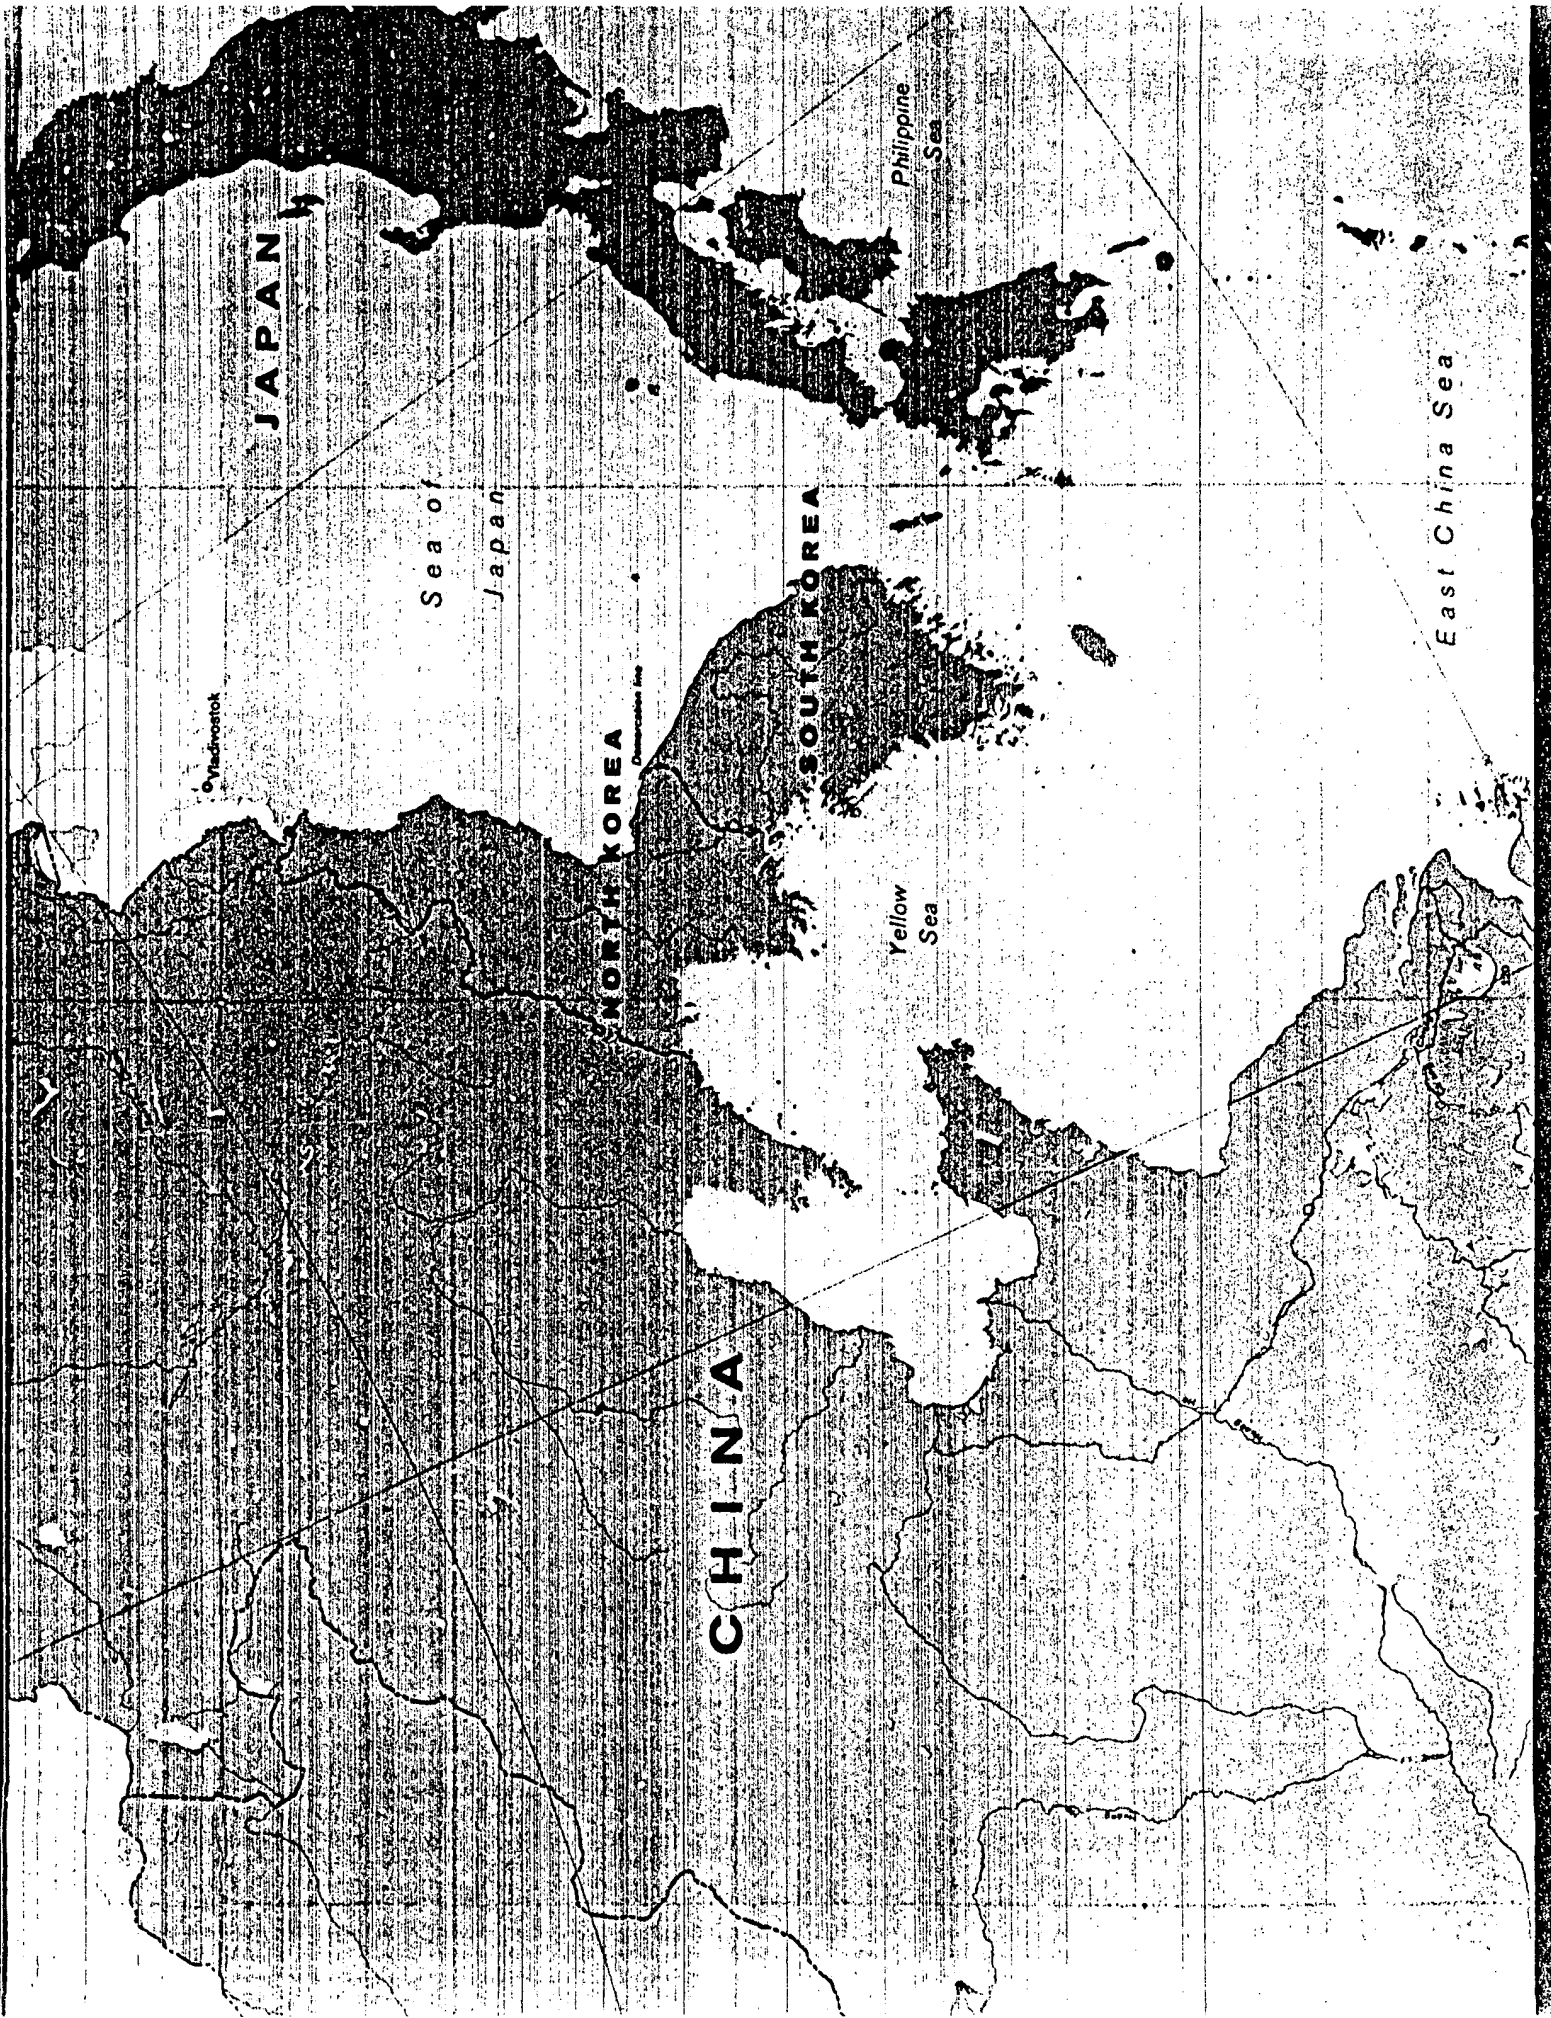 JAPAN
Vladivostok
Sea of
Japan
NORTH KOREA
Demarcation line
SOUTH KOREA
Philippine
Sea
Yellow
Sea
CHINA
East China Sea